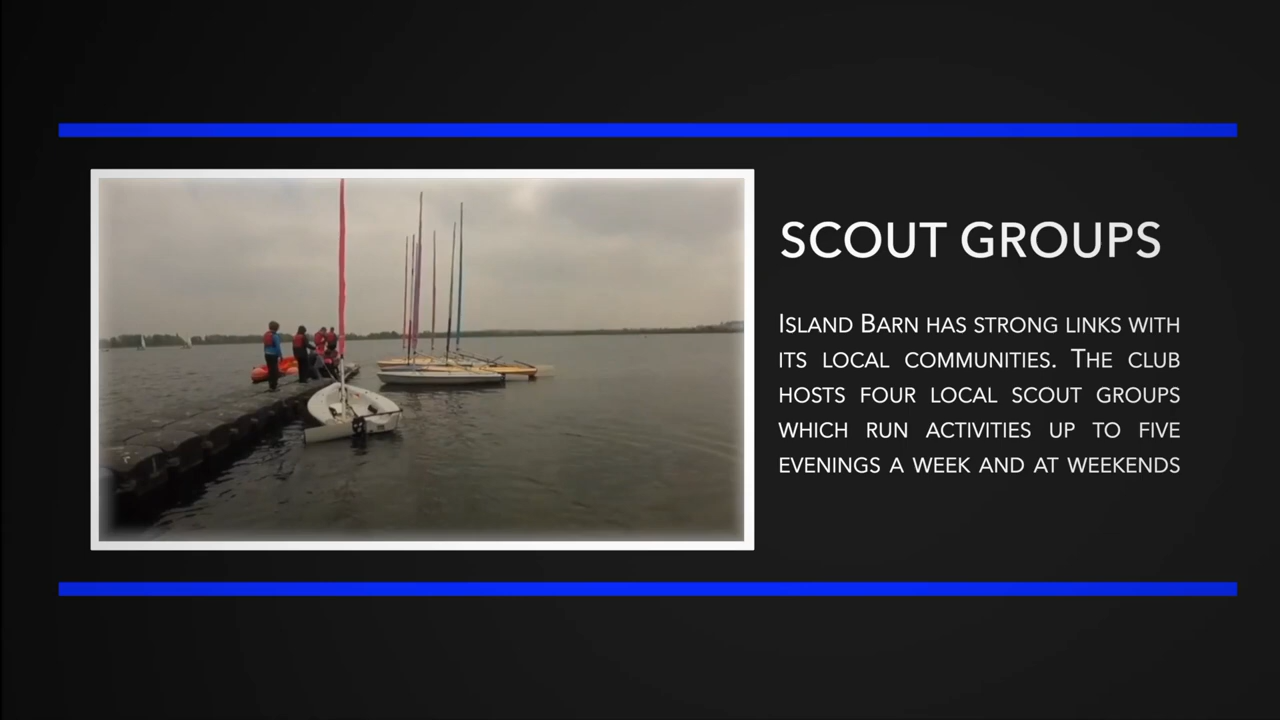 SCOUT GROUPS
ISLAND BARN HAS STRONG LINKS WITH
ITS LOCAL COMMUNITIES. THE CLUB
HOSTS FOUR LOCAL SCOUT GROUPS
WHICH RUN ACTIVITIES UP TO FIVE
EVENINGS A WEEK AND AT WEEKENDS